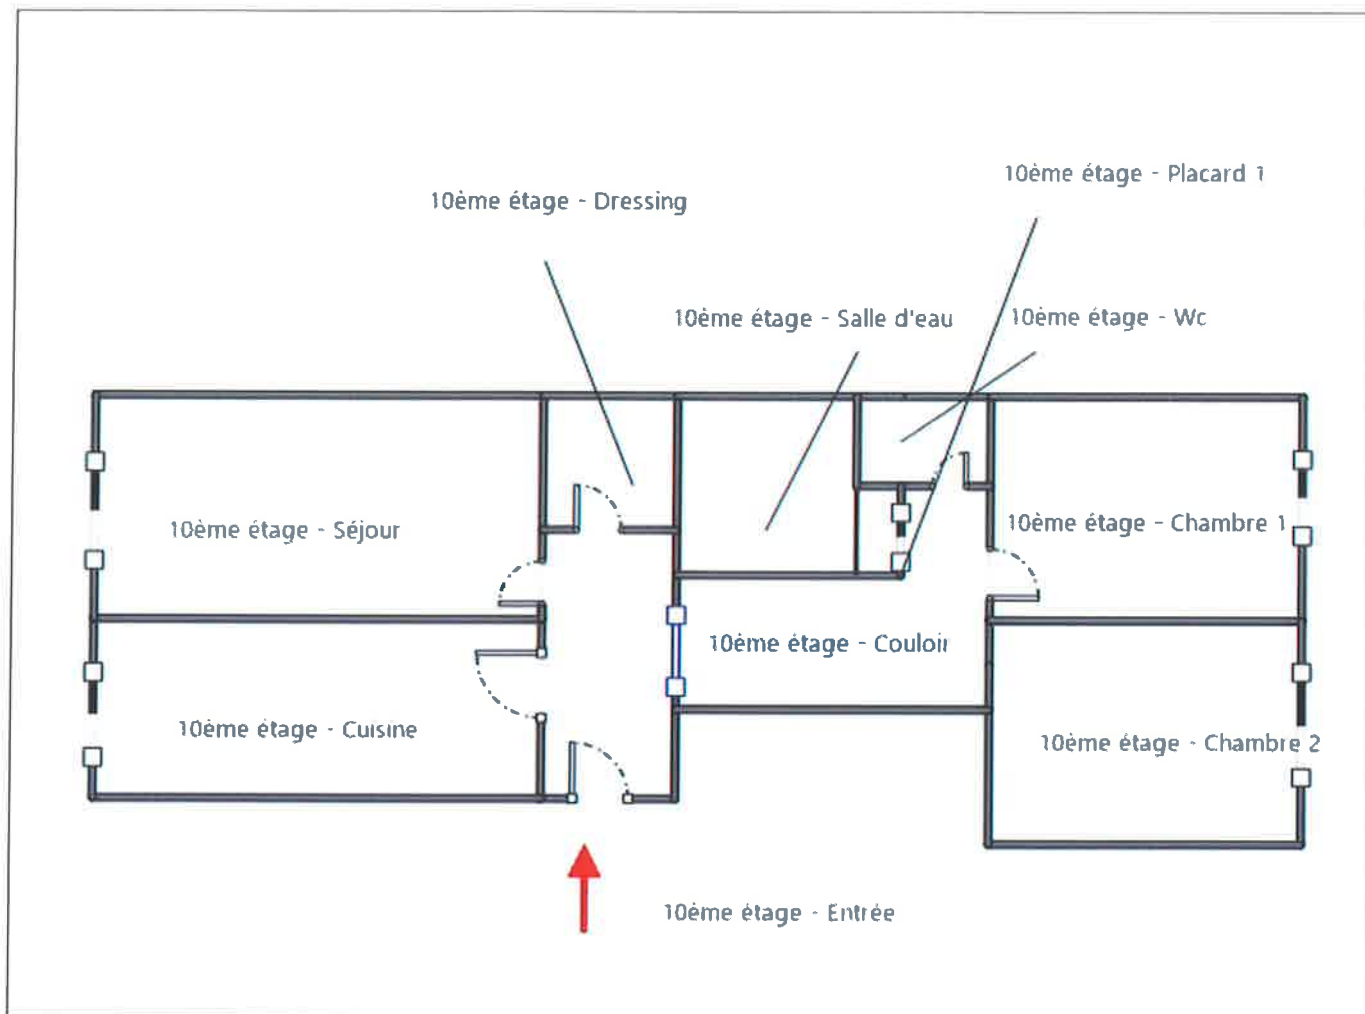 10ème étage - Placard 1
10ème étage - Dressing
10ème étage - Salle d'eau
10ème étage - Wc
10ème étage - Séjour
10ème étage - Chambre 1
10ème étage - Couloir
10ème étage - Cuisine
10ème étage - Chambre 2
10ème étage - Entrée